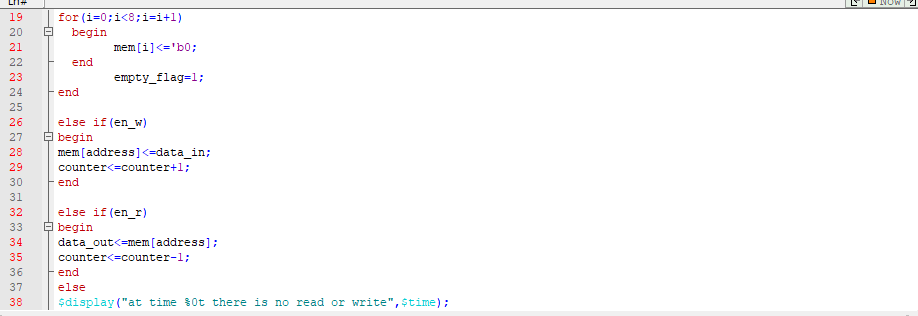 Ln#
Now
19 for(i=0;i<8;i=i+1)
20 begin
21 mem[i]<='b0;
22 end
23 empty_flag=1;
24 end
25
26 else if(en_w)
27 begin
28 mem[address]<=data_in;
29 counter<=counter+1;
30 end
31
32 else if(en_r)
33 begin
34 data_out<=mem[address];
35 counter<=counter-1;
36 end
37 else
38 $display("at time %0t there is no read or write",$time);